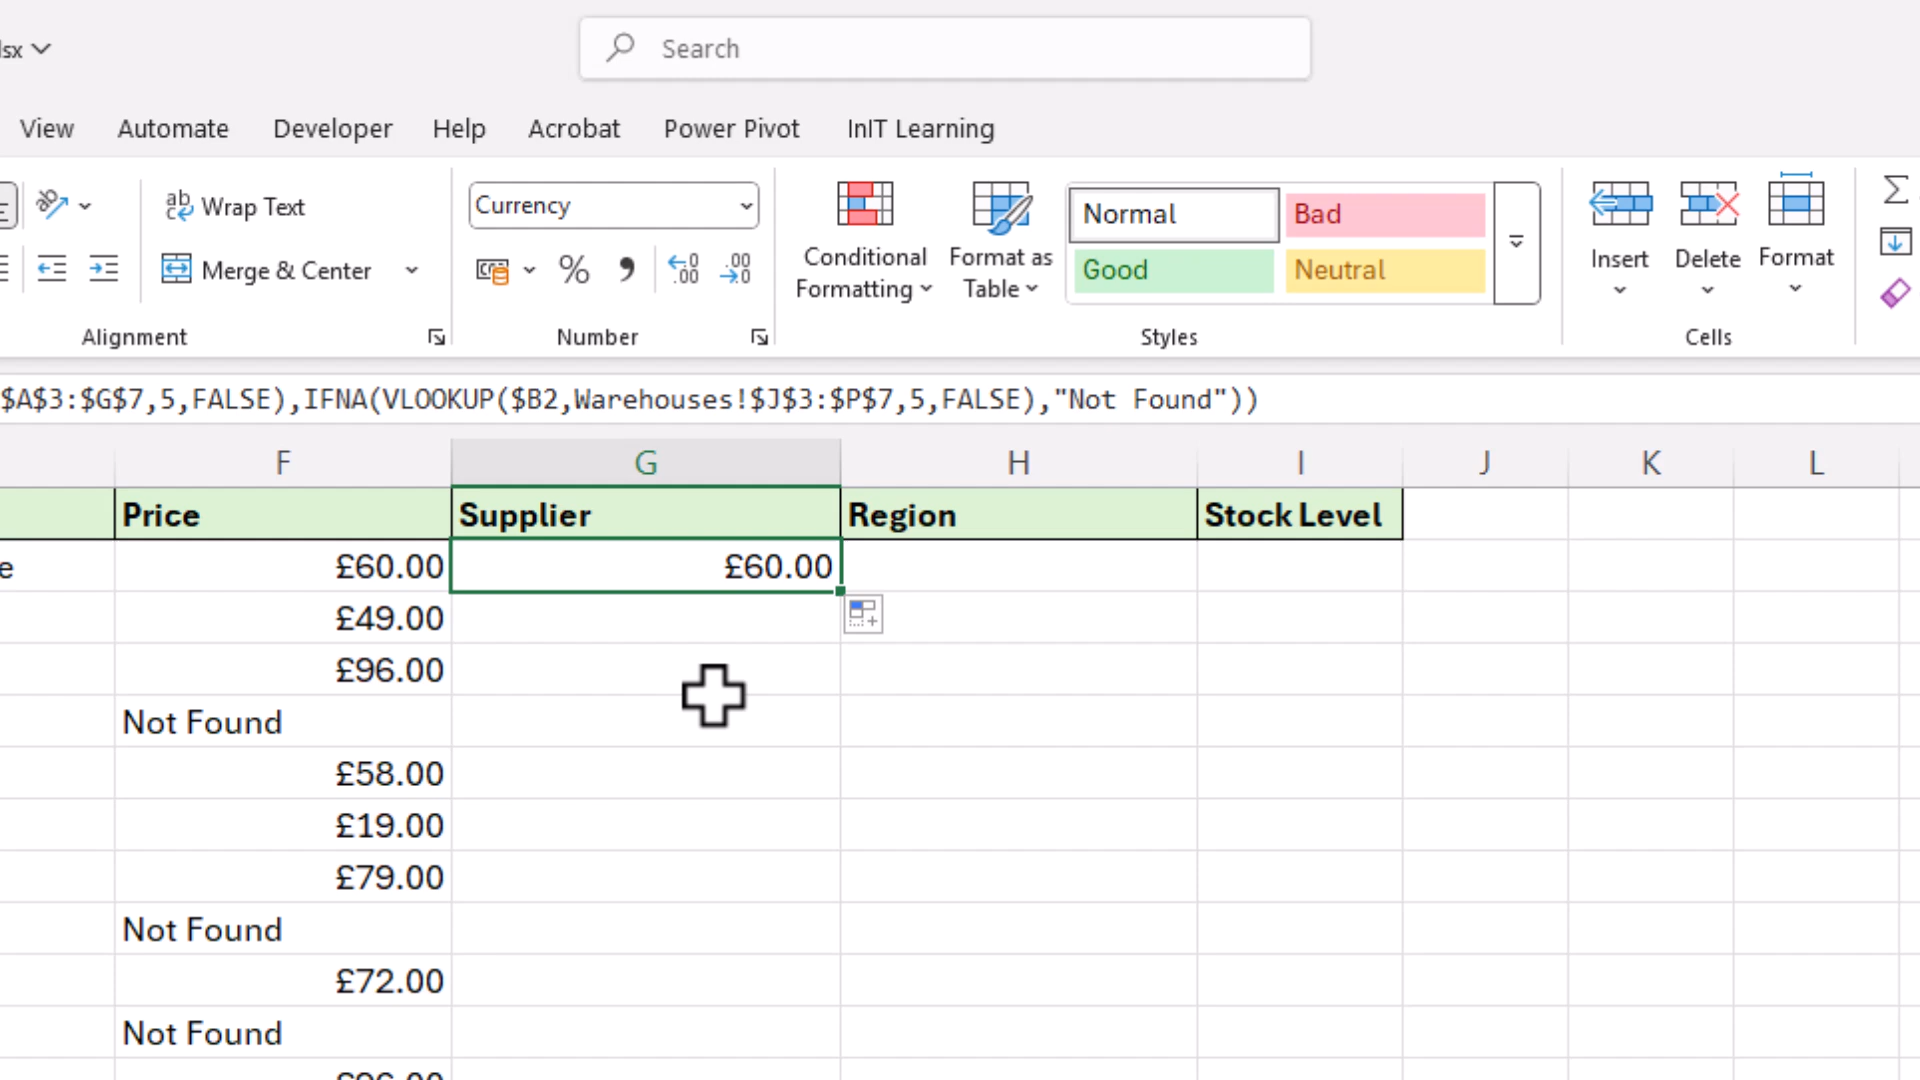 lsx
Search
View Automate Developer Help Acrobat Power Pivot InIT Learning
ab Wrap Text
Currency
Merge & Center
Conditional Formatting
Format as Table
Normal Bad
Good Neutral
Insert Delete Format
Alignment Number Styles Cells
$A$3:$G$7,5,FALSE),IFNA(VLOOKUP($B2,Warehouses!$J$3:$P$7,5,FALSE),"Not Found"))
F G H I J K L
Price Supplier Region Stock Level
e £60.00 £60.00
£49.00
£96.00
Not Found
£58.00
£19.00
£79.00
Not Found
£72.00
Not Found